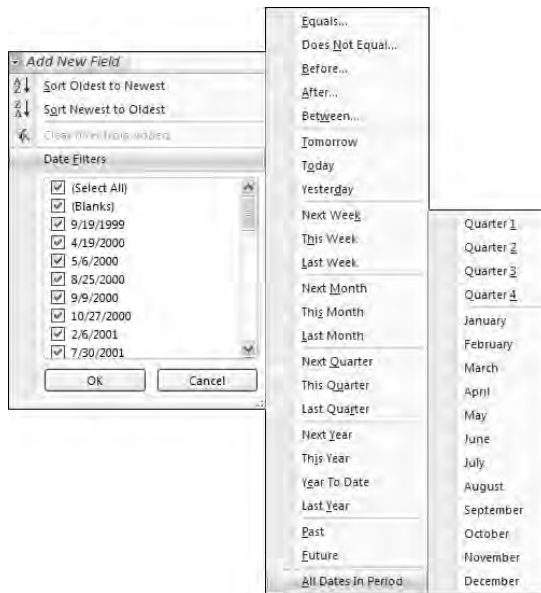 Add New Field
Sort Oldest to Newest
Sort Newest to Oldest
Date Filters
(Select All)
(Blanks)
9/19/1999
4/19/2000
5/6/2000
8/25/2000
9/9/2000
10/27/2000
2/6/2001
7/30/2001
OK
Cancel
Equals...
Does Not Equal...
Before...
After...
Between...
Tomorrow
Today
Yesterday
Next Week
This Week
Last Week
Next Month
This Month
Last Month
Next Quarter
This Quarter
Last Quarter
Next Year
This Year
Year To Date
Last Year
Past
Future
All Dates In Period
Quarter 1
Quarter 2
Quarter 3
Quarter 4
January
February
March
April
May
June
July
August
September
October
November
December